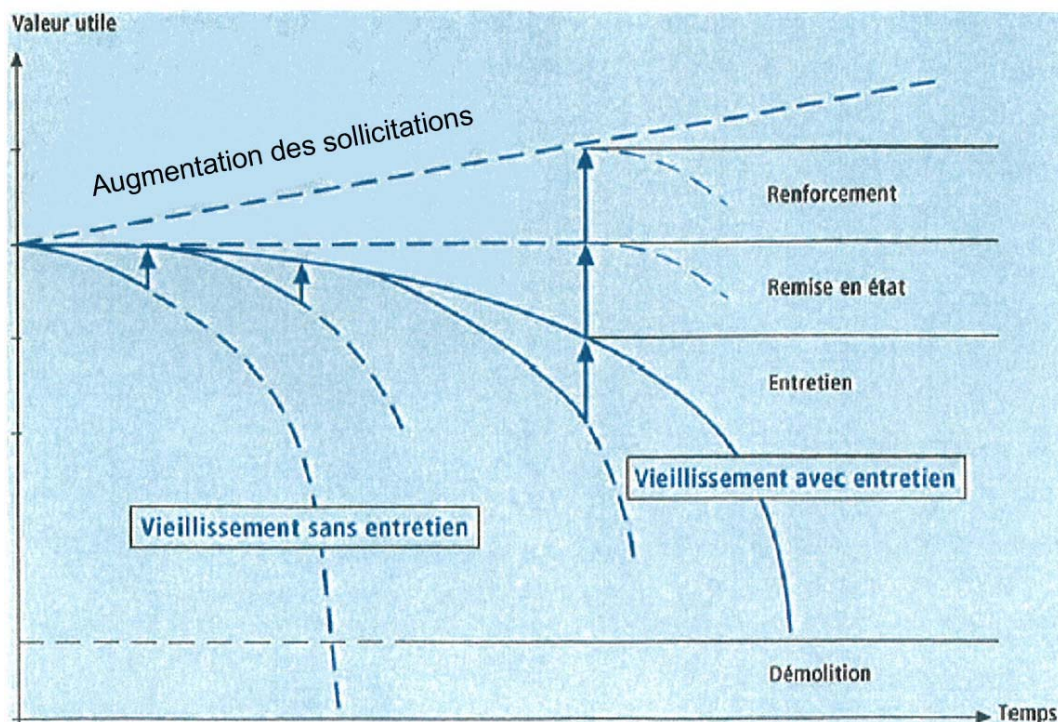 Valeur utile
Augmentation des sollicitations
Renforcement
Remise en état
Entretien
Vieillissement avec entretien
Vieillissement sans entretien
Démolition
Temps